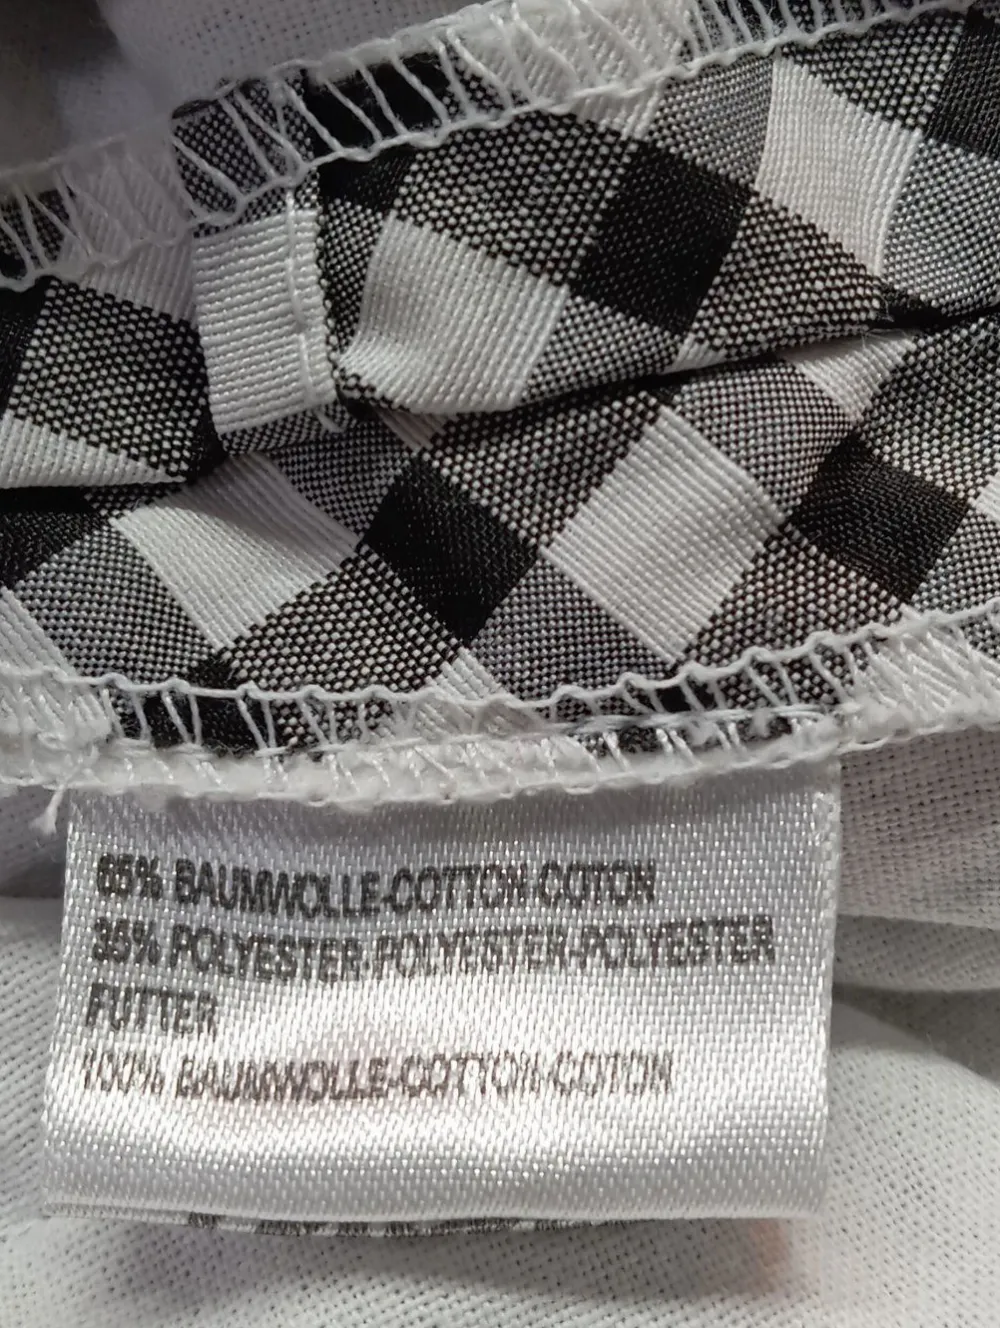 65% BAUMWOLLE-COTTON-COTON
35% POLYESTER-POLYESTER-POLYESTER
FUTTER
100% BAUMWOLLE-COTTON-COTON